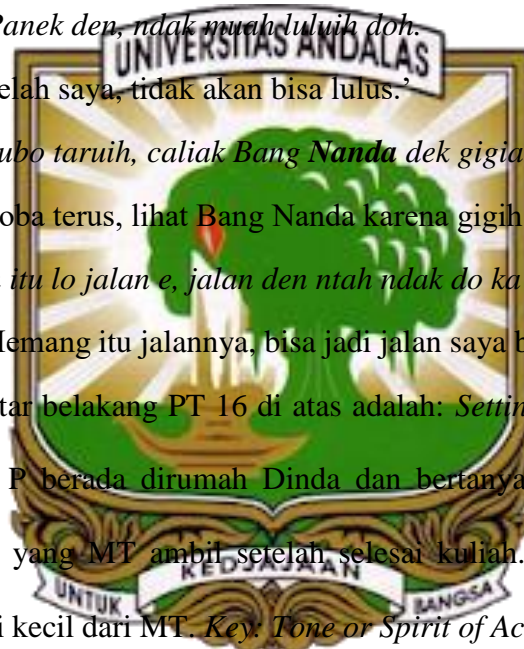 Panek den, ndak muah luluih doh.
UNIVERSITAS ANDALAS
elah saya, tidak akan bisa lulus.’
ubo taruih, caliak Bang Nanda dek gigia
oba terus, lihat Bang Nanda karena gigih
itu lo jalan e, jalan den ntah ndak do ka
Memang itu jalannya, bisa jadi jalan saya b
tar belakang PT 16 di atas adalah: Settin
P berada dirumah Dinda dan bertanya
yang MT ambil setelah selesai kuliah.
KEDJAJAAN
UNTUK
BANGSA
i kecil dari MT. Key: Tone or Spirit of Ac